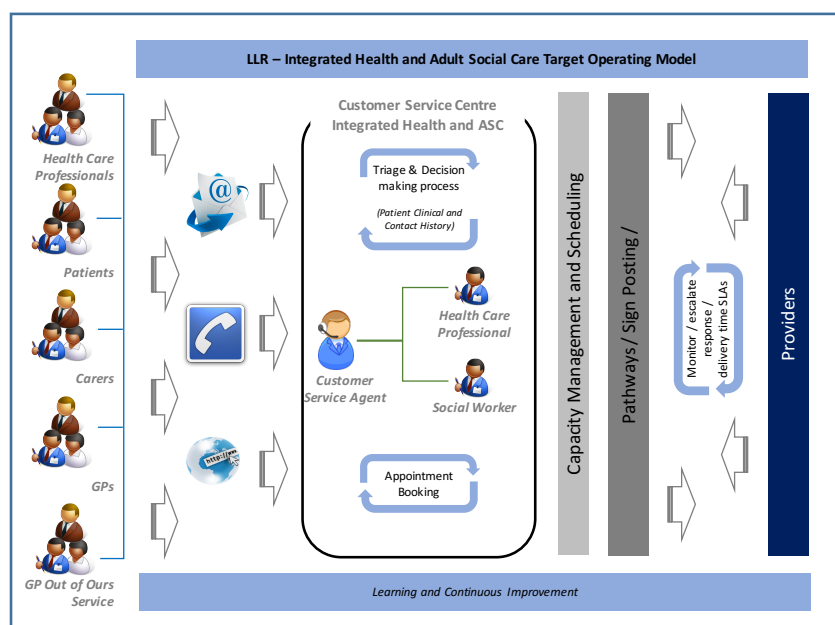 LLR – Integrated Health and Adult Social Care Target Operating Model
Health Care
Professionals
Patients
Carers
GPs
GP Out of Ours
Service
@
http://www
Customer Service Centre
Integrated Health and ASC
Triage & Decision
making process
(Patient Clinical and
Contact History)
Health Care
Professional
Customer
Service Agent
Social Worker
Appointment
Booking
Capacity Management and Scheduling
Pathways / Sign Posting /
Monitor / escalate
response /
delivery time SLAs
Providers
Learning and Continuous Improvement